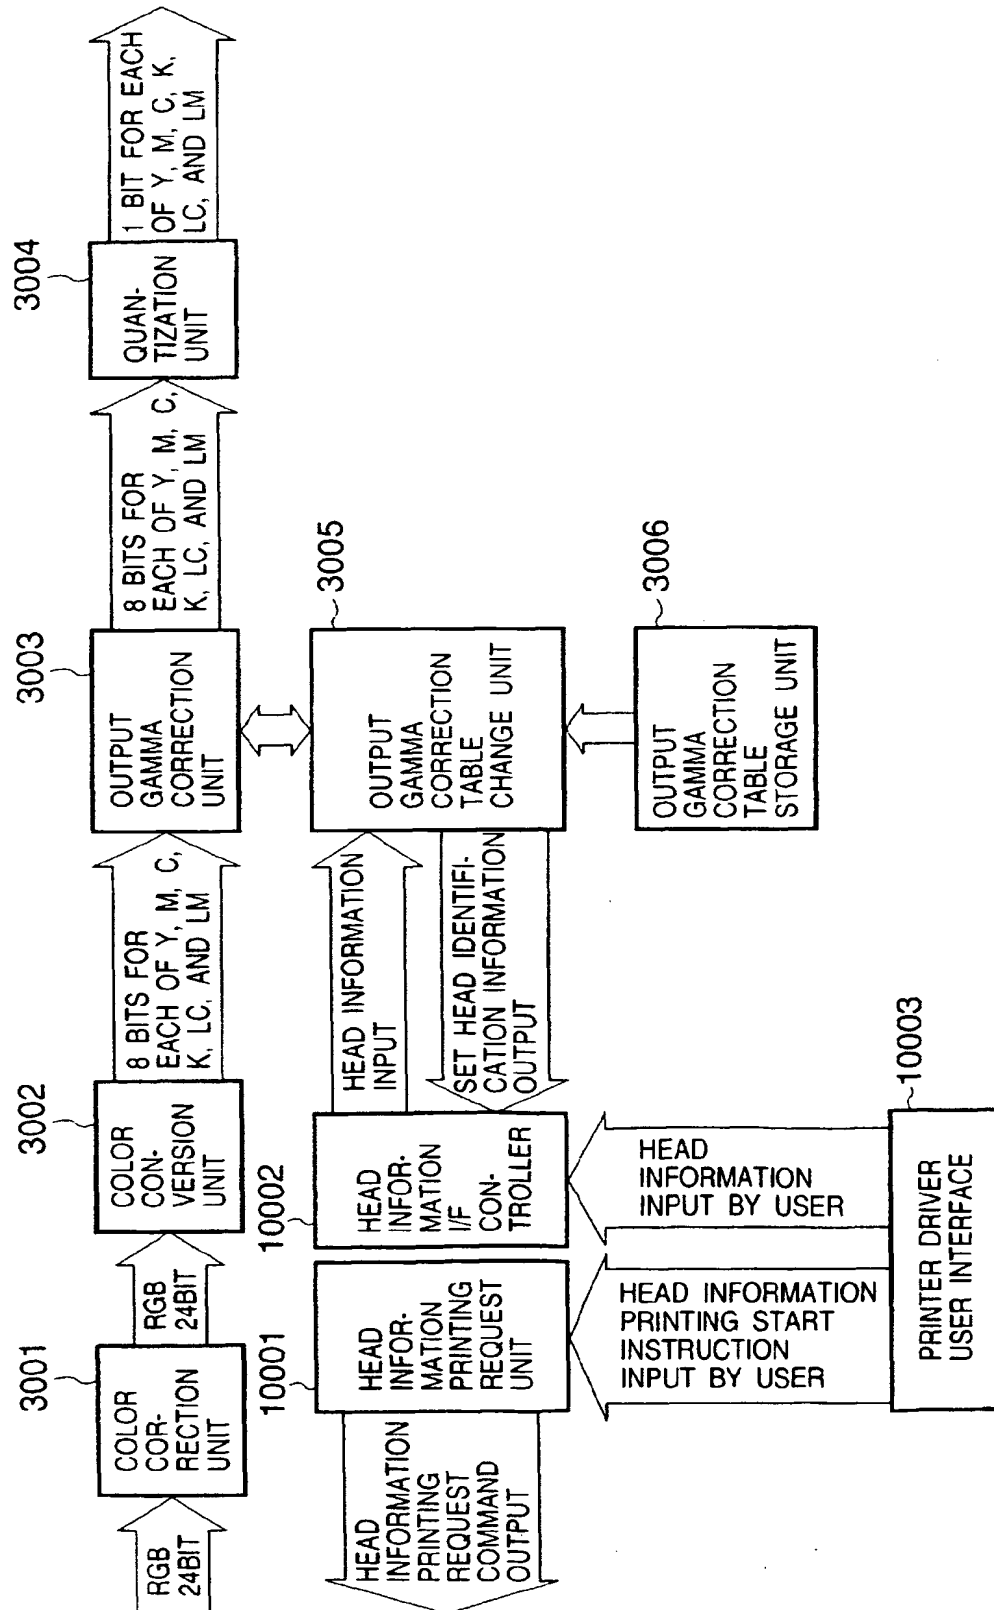 RGB
24BIT
3001
COLOR
COR-
RECTION
UNIT
RGB
24BIT
3002
COLOR
CON-
VERSION
UNIT
8 BITS FOR
EACH OF Y, M, C,
K, LC, AND LM
3003
OUTPUT
GAMMA
CORRECTION
UNIT
8 BITS FOR
EACH OF Y, M, C,
K, LC, AND LM
3004
QUAN-
TIZATION
UNIT
1 BIT FOR EACH
OF Y, M, C, K,
LC, AND LM
HEAD
INFORMATION
PRINTING
REQUEST
COMMAND
OUTPUT
10001
HEAD
INFOR-
MATION
PRINTING
REQUEST
UNIT
10002
HEAD
INFOR-
MATION
I/F
CON-
TROLLER
HEAD INFORMATION
INPUT
SET HEAD IDENTIFI-
CATION INFORMATION
OUTPUT
3005
OUTPUT
GAMMA
CORRECTION
TABLE
CHANGE UNIT
3006
OUTPUT
GAMMA
CORRECTION
TABLE
STORAGE UNIT
HEAD INFORMATION
PRINTING START
INSTRUCTION
INPUT BY USER
HEAD
INFORMATION
INPUT BY USER
10003
PRINTER DRIVER
USER INTERFACE